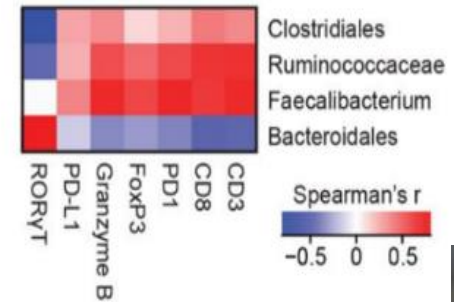 Clostridiales
Ruminococcaceae
Faecalibacterium
Bacteroidales
RORγT
PD-L1
Granzyme B
FoxP3
PD1
CD8
CD3
Spearman's r
−0.5 0 0.5